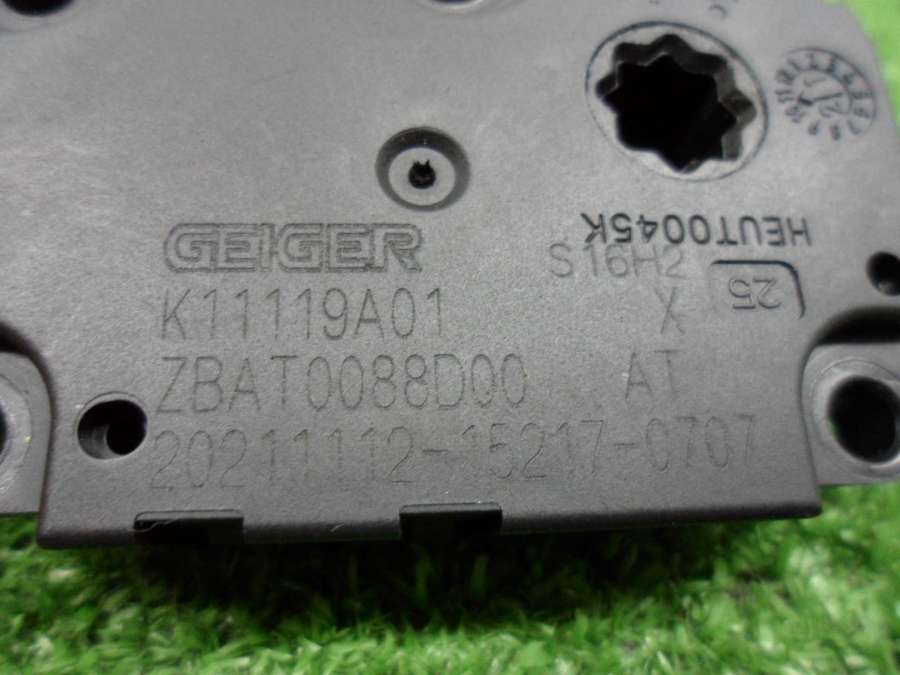 HEUT0045K
GEIGER
S16H2
25
K11119A01
X
ZBAT0088D00
AT
20211112-15217-0707